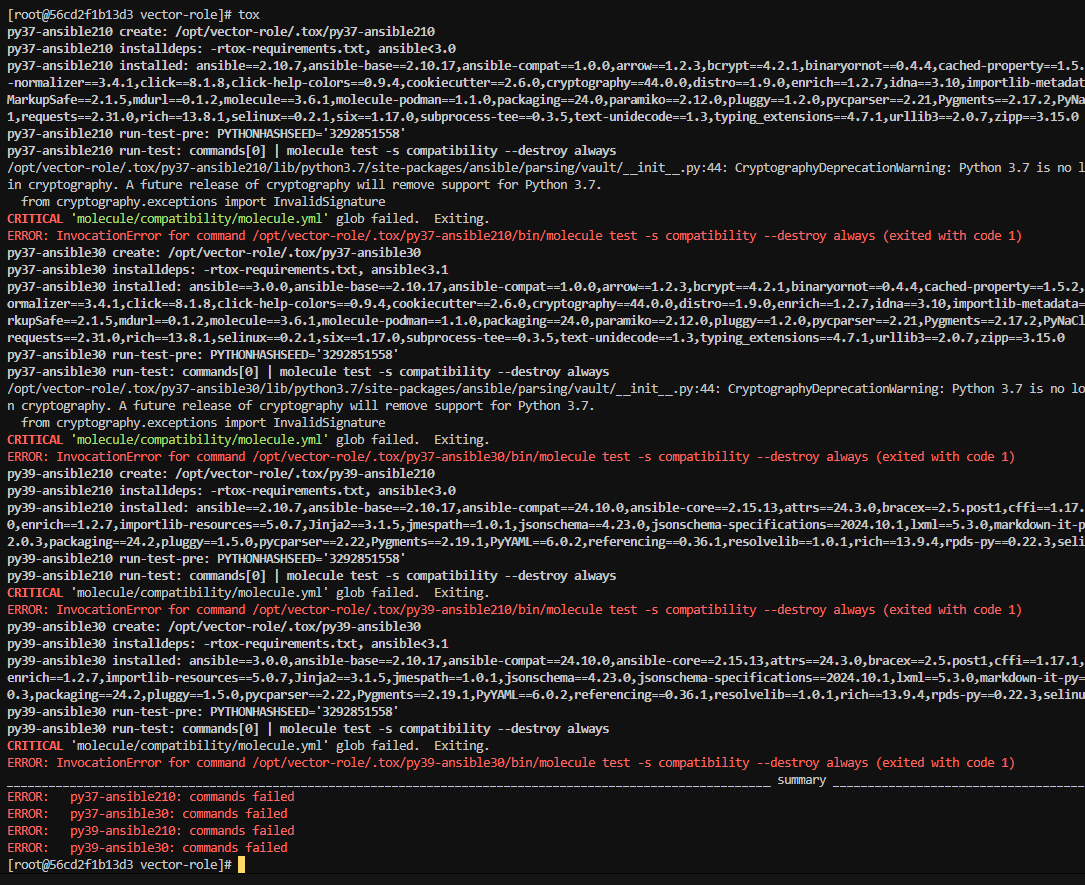 [root@56cd2f1b13d3 vector-role]# tox
py37-ansible210 create: /opt/vector-role/.tox/py37-ansible210
py37-ansible210 installdeps: -rtox-requirements.txt, ansible<3.0
py37-ansible210 installed: ansible==2.10.7,ansible-base==2.10.17,ansible-compat==1.0.0,arrow==1.2.3,bcrypt==4.2.1,binaryornot==0.4.4,cached-property==1.5.
-normalizer==3.4.1,click==8.1.8,click-help-colors==0.9.4,cookiecutter==2.6.0,cryptography==44.0.0,distro==1.9.0,enrich==1.2.7,idna==3.10,importlib-metadat
MarkupSafe==2.1.5,mdurl==0.1.2,molecule==3.6.1,molecule-podman==1.1.0,packaging==24.0,paramiko==2.12.0,pluggy==1.2.0,pycparser==2.21,Pygments==2.17.2,PyNa
1,requests==2.31.0,rich==13.8.1,selinux==0.2.1,six==1.17.0,subprocess-tee==0.3.5,text-unidecode==1.3,typing_extensions==4.7.1,urllib3==2.0.7,zipp==3.15.0
py37-ansible210 run-test-pre: PYTHONHASHSEED='3292851558'
py37-ansible210 run-test: commands[0] | molecule test -s compatibility --destroy always
/opt/vector-role/.tox/py37-ansible210/lib/python3.7/site-packages/ansible/parsing/vault/__init__.py:44: CryptographyDeprecationWarning: Python 3.7 is no l
in cryptography. A future release of cryptography will remove support for Python 3.7.
  from cryptography.exceptions import InvalidSignature
CRITICAL 'molecule/compatibility/molecule.yml' glob failed.  Exiting.
ERROR: InvocationError for command /opt/vector-role/.tox/py37-ansible210/bin/molecule test -s compatibility --destroy always (exited with code 1)
py37-ansible30 create: /opt/vector-role/.tox/py37-ansible30
py37-ansible30 installdeps: -rtox-requirements.txt, ansible<3.1
py37-ansible30 installed: ansible==3.0.0,ansible-base==2.10.17,ansible-compat==1.0.0,arrow==1.2.3,bcrypt==4.2.1,binaryornot==0.4.4,cached-property==1.5.2,
ormalizer==3.4.1,click==8.1.8,click-help-colors==0.9.4,cookiecutter==2.6.0,cryptography==44.0.0,distro==1.9.0,enrich==1.2.7,idna==3.10,importlib-metadata=
rkupSafe==2.1.5,mdurl==0.1.2,molecule==3.6.1,molecule-podman==1.1.0,packaging==24.0,paramiko==2.12.0,pluggy==1.2.0,pycparser==2.21,Pygments==2.17.2,PyNaCl
requests==2.31.0,rich==13.8.1,selinux==0.2.1,six==1.17.0,subprocess-tee==0.3.5,text-unidecode==1.3,typing_extensions==4.7.1,urllib3==2.0.7,zipp==3.15.0
py37-ansible30 run-test-pre: PYTHONHASHSEED='3292851558'
py37-ansible30 run-test: commands[0] | molecule test -s compatibility --destroy always
/opt/vector-role/.tox/py37-ansible30/lib/python3.7/site-packages/ansible/parsing/vault/__init__.py:44: CryptographyDeprecationWarning: Python 3.7 is no lo
n cryptography. A future release of cryptography will remove support for Python 3.7.
  from cryptography.exceptions import InvalidSignature
CRITICAL 'molecule/compatibility/molecule.yml' glob failed.  Exiting.
ERROR: InvocationError for command /opt/vector-role/.tox/py37-ansible30/bin/molecule test -s compatibility --destroy always (exited with code 1)
py39-ansible210 create: /opt/vector-role/.tox/py39-ansible210
py39-ansible210 installdeps: -rtox-requirements.txt, ansible<3.0
py39-ansible210 installed: ansible==2.10.7,ansible-base==2.10.17,ansible-compat==24.10.0,ansible-core==2.15.13,attrs==24.3.0,bracex==2.5.post1,cffi==1.17.
0,enrich==1.2.7,importlib-resources==5.0.7,Jinja2==3.1.5,jmespath==1.0.1,jsonschema==4.23.0,jsonschema-specifications==2024.10.1,lxml==5.3.0,markdown-it-p
2.0.3,packaging==24.2,pluggy==1.5.0,pycparser==2.22,Pygments==2.19.1,PyYAML==6.0.2,referencing==0.36.1,resolvelib==1.0.1,rich==13.9.4,rpds-py==0.22.3,seli
py39-ansible210 run-test-pre: PYTHONHASHSEED='3292851558'
py39-ansible210 run-test: commands[0] | molecule test -s compatibility --destroy always
CRITICAL 'molecule/compatibility/molecule.yml' glob failed.  Exiting.
ERROR: InvocationError for command /opt/vector-role/.tox/py39-ansible210/bin/molecule test -s compatibility --destroy always (exited with code 1)
py39-ansible30 create: /opt/vector-role/.tox/py39-ansible30
py39-ansible30 installdeps: -rtox-requirements.txt, ansible<3.1
py39-ansible30 installed: ansible==3.0.0,ansible-base==2.10.17,ansible-compat==24.10.0,ansible-core==2.15.13,attrs==24.3.0,bracex==2.5.post1,cffi==1.17.1,
enrich==1.2.7,importlib-resources==5.0.7,Jinja2==3.1.5,jmespath==1.0.1,jsonschema==4.23.0,jsonschema-specifications==2024.10.1,lxml==5.3.0,markdown-it-py=
0.3,packaging==24.2,pluggy==1.5.0,pycparser==2.22,Pygments==2.19.1,PyYAML==6.0.2,referencing==0.36.1,resolvelib==1.0.1,rich==13.9.4,rpds-py==0.22.3,selinu
py39-ansible30 run-test-pre: PYTHONHASHSEED='3292851558'
py39-ansible30 run-test: commands[0] | molecule test -s compatibility --destroy always
CRITICAL 'molecule/compatibility/molecule.yml' glob failed.  Exiting.
ERROR: InvocationError for command /opt/vector-role/.tox/py39-ansible30/bin/molecule test -s compatibility --destroy always (exited with code 1)
summary
ERROR:   py37-ansible210: commands failed
ERROR:   py37-ansible30: commands failed
ERROR:   py39-ansible210: commands failed
ERROR:   py39-ansible30: commands failed
[root@56cd2f1b13d3 vector-role]#